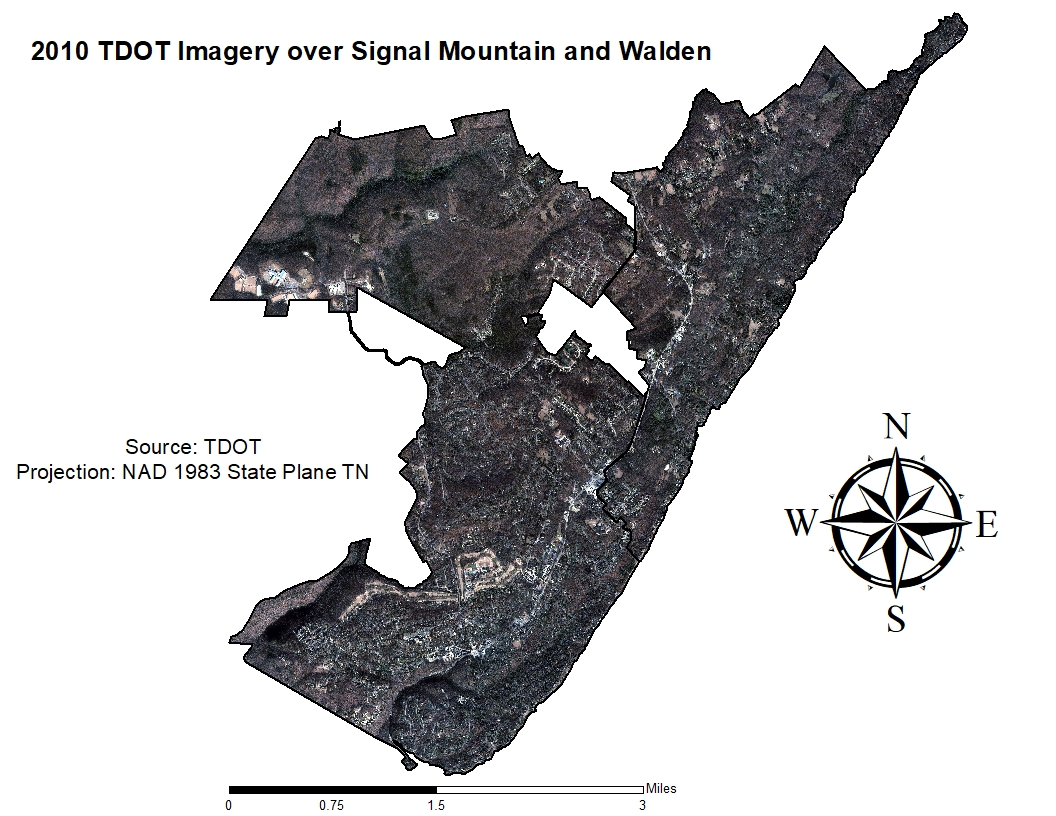 2010 TDOT Imagery over Signal Mountain and Walden
N
Source: TDOT
Projection: NAD 1983 State Plane TN
W E
S
Miles
0 0.75 1.5 3